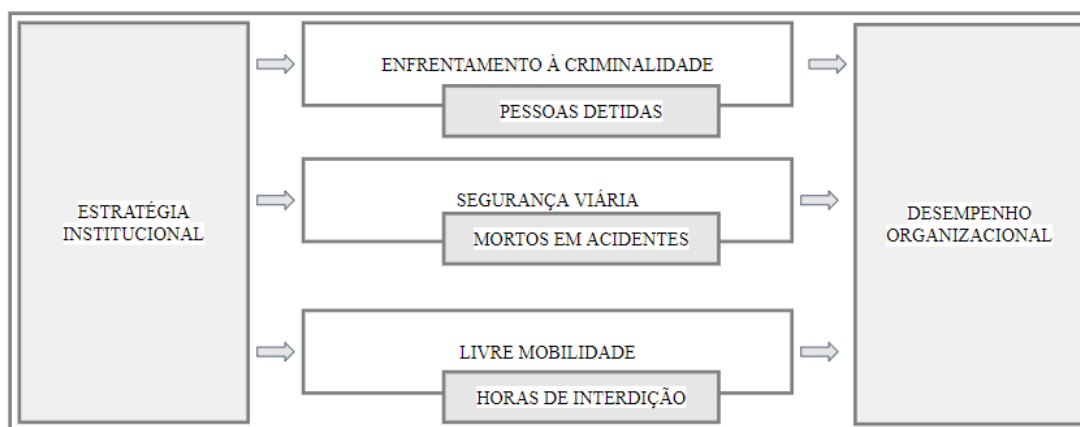 ESTRATÉGIA
INSTITUCIONAL
ENFRENTAMENTO À CRIMINALIDADE
PESSOAS DETIDAS
SEGURANÇA VIÁRIA
MORTOS EM ACIDENTES
LIVRE MOBILIDADE
HORAS DE INTERDIÇÃO
DESEMPENHO
ORGANIZACIONAL